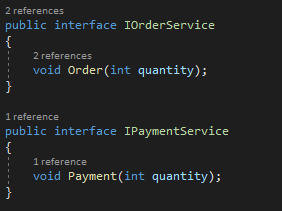 2 references
public interface IOrderService
{
2 references
void Order(int quantity);
}
1 reference
public interface IPaymentService
{
1 reference
void Payment(int quantity);
}